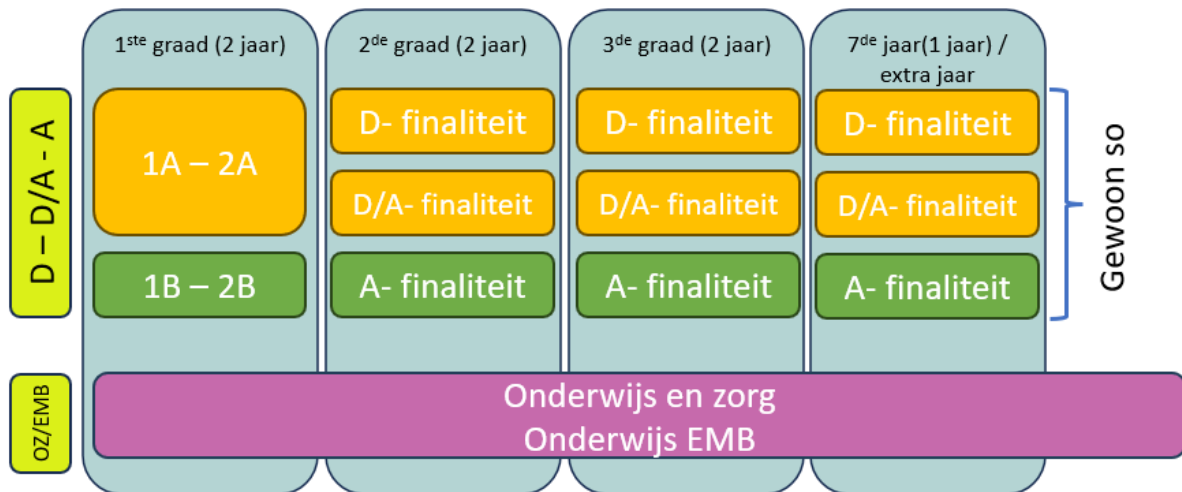 1ste graad (2 jaar)
2de graad (2 jaar)
3de graad (2 jaar)
7de jaar(1 jaar) /
extra jaar
D – D/A - A
1A – 2A
D- finaliteit
D- finaliteit
D- finaliteit
D/A- finaliteit
D/A- finaliteit
D/A- finaliteit
1B – 2B
A- finaliteit
A- finaliteit
A- finaliteit
Gewoon so
OZ/EMB
Onderwijs en zorg
Onderwijs EMB